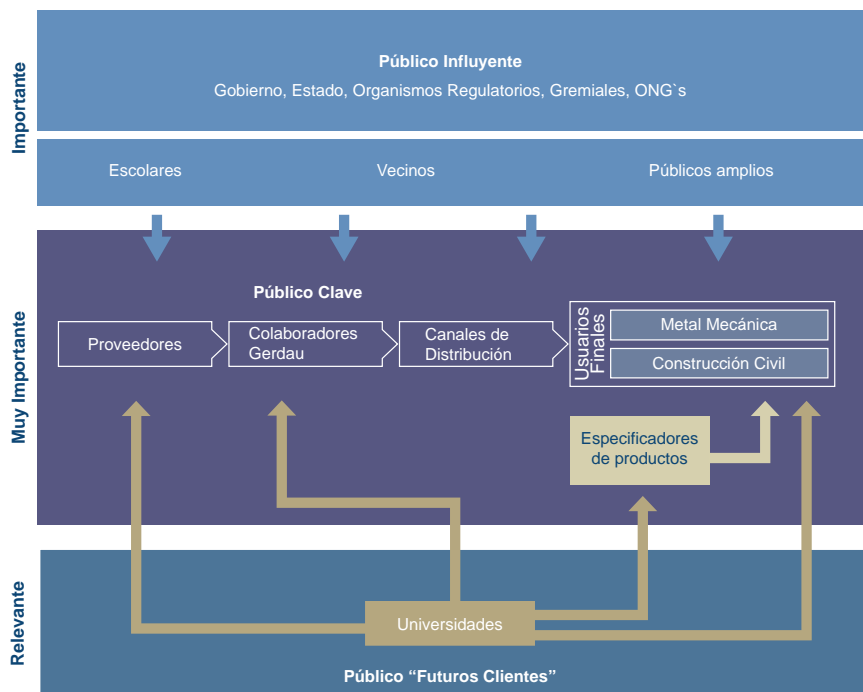 Importante
Público Influyente
Gobierno, Estado, Organismos Regulatorios, Gremiales, ONG`s
Escolares
Vecinos
Públicos amplios
Muy Importante
Público Clave
Proveedores
Colaboradores
Gerdau
Canales de
Distribución
Usuarios
Finales
Metal Mecánica
Construcción Civil
Especificadores
de productos
Relevante
Universidades
Público “Futuros Clientes”